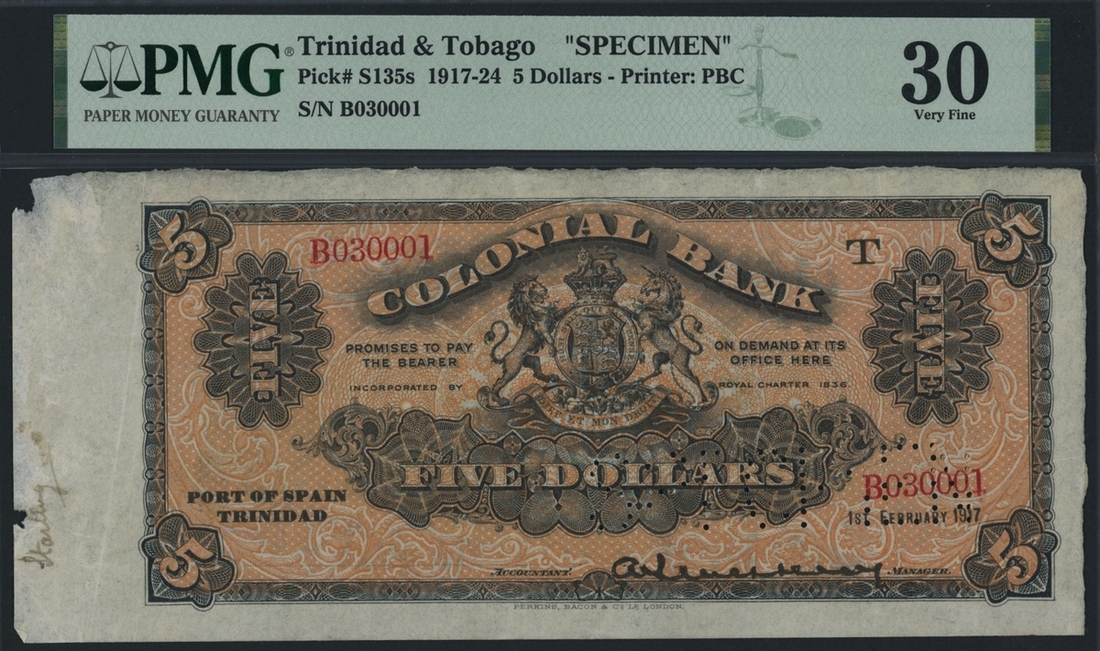 PMG® Trinidad & Tobago "SPECIMEN"
Pick# S135s 1917-24 5 Dollars - Printer: PBC
PAPER MONEY GUARANTY S/N B030001
30
Very Fine
5 5
B030001 T
COLONIAL BANK
FIVE FIVE
PROMISES TO PAY ON DEMAND AT ITS
THE BEARER OFFICE HERE
INCORPORATED BY ROYAL CHARTER 1836
ET MON
FIVE DOLLARS
B030001
PORT OF SPAIN
TRINIDAD
1ST FEBRUARY 1917
5 5
ACCOUNTANT. MANAGER.
PERKINS, BACON & CO LD LONDON.